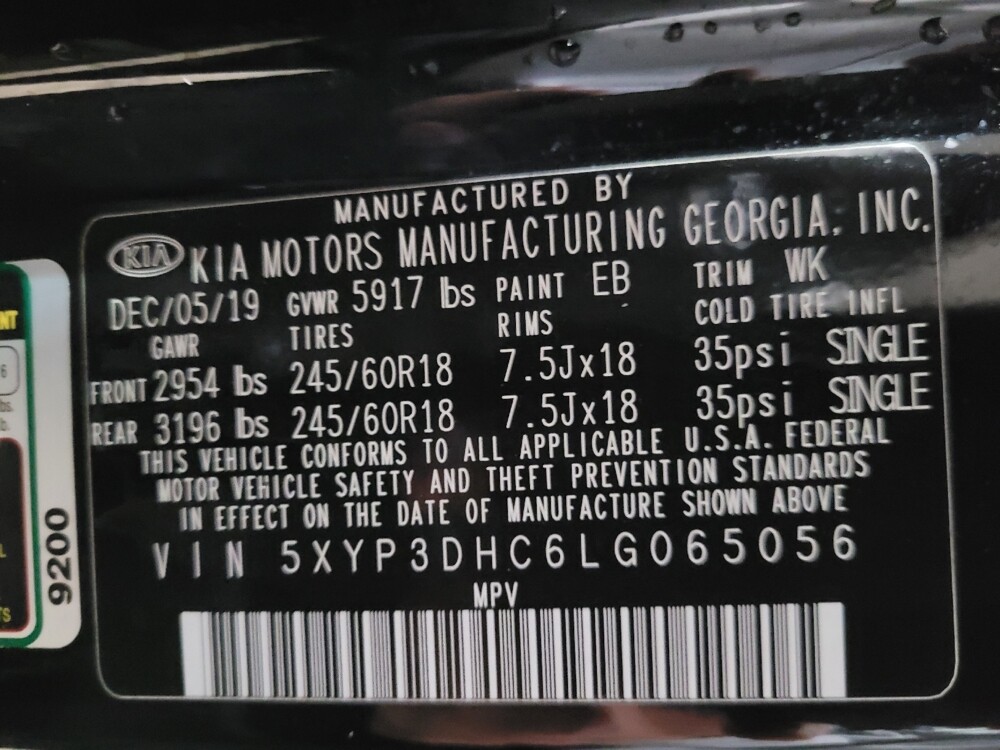 MANUFACTURED BY
KIA KIA MOTORS MANUFACTURING GEORGIA, INC.
DEC/05/19 GVWR 5917 lbs PAINT EB TRIM WK
GAWR TIRES RIMS COLD TIRE INFL
FRONT 2954 lbs 245/60R18 7.5Jx18 35psi SINGLE
REAR 3196 lbs 245/60R18 7.5Jx18 35psi SINGLE
THIS VEHICLE CONFORMS TO ALL APPLICABLE U.S.A. FEDERAL
MOTOR VEHICLE SAFETY AND THEFT PREVENTION STANDARDS
IN EFFECT ON THE DATE OF MANUFACTURE SHOWN ABOVE
VIN 5XYP3DHC6LG065056
MPV
9200